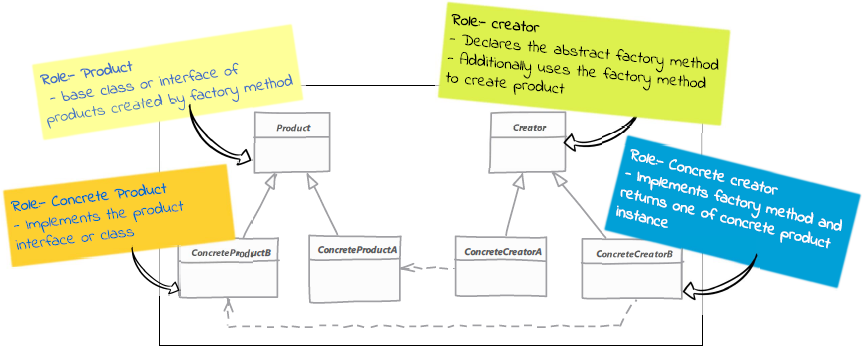 Role- creator
- Declares the abstract factory method
- Additionally uses the factory method
to create product
Role- Product
- base class or interface of
products created by factory method
Product
Creator
Role- Concrete creator
- Implements factory method and
returns one of concrete product
instance
Role- Concrete Product
- Implements the product
interface or class
ConcreteProductB
ConcreteProductA
ConcreteCreatorA
ConcreteCreatorB